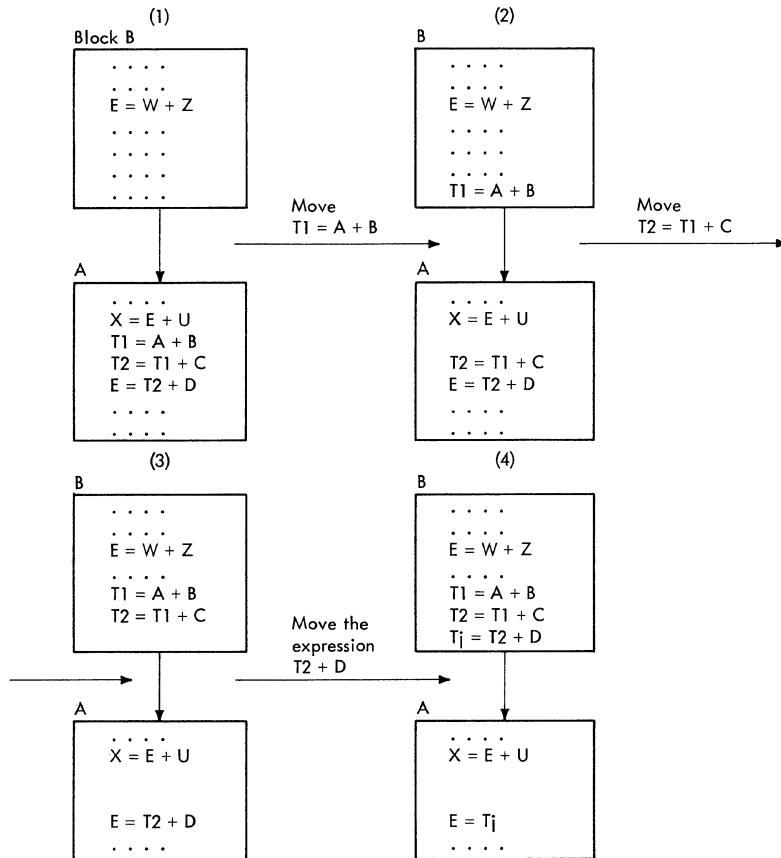 (1)
Block B
. . . .
. . . .
E = W + Z
. . . .
. . . .
. . . .
. . . .
A
. . . .
X = E + U
T1 = A + B
T2 = T1 + C
E = T2 + D
. . . .
. . . .
Move
T1 = A + B
(2)
B
. . . .
. . . .
E = W + Z
. . . .
. . . .
. . . .
T1 = A + B
A
. . . .
X = E + U
T2 = T1 + C
E = T2 + D
. . . .
. . . .
Move
T2 = T1 + C
(3)
B
. . . .
. . . .
E = W + Z
. . . .
T1 = A + B
T2 = T1 + C
A
. . . .
X = E + U
E = T2 + D
. . . .
Move the
expression
T2 + D
(4)
B
. . . .
. . . .
E = W + Z
. . . .
T1 = A + B
T2 = T1 + C
Tj = T2 + D
A
. . . .
X = E + U
E = Tj
. . . .